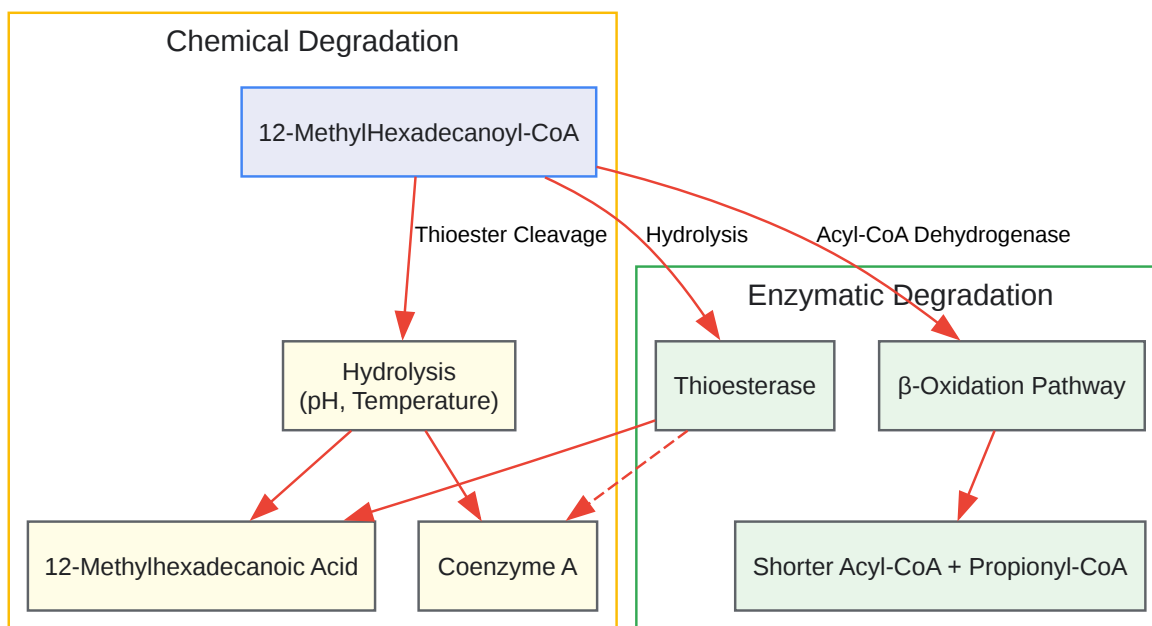 Chemical Degradation
12-MethylHexadecanoyl-CoA
Thioester Cleavage
Hydrolysis
Acyl-CoA Dehydrogenase
Enzymatic Degradation
Hydrolysis
(pH, Temperature)
Thioesterase
β-Oxidation Pathway
12-Methylhexadecanoic Acid
Coenzyme A
Shorter Acyl-CoA + Propionyl-CoA